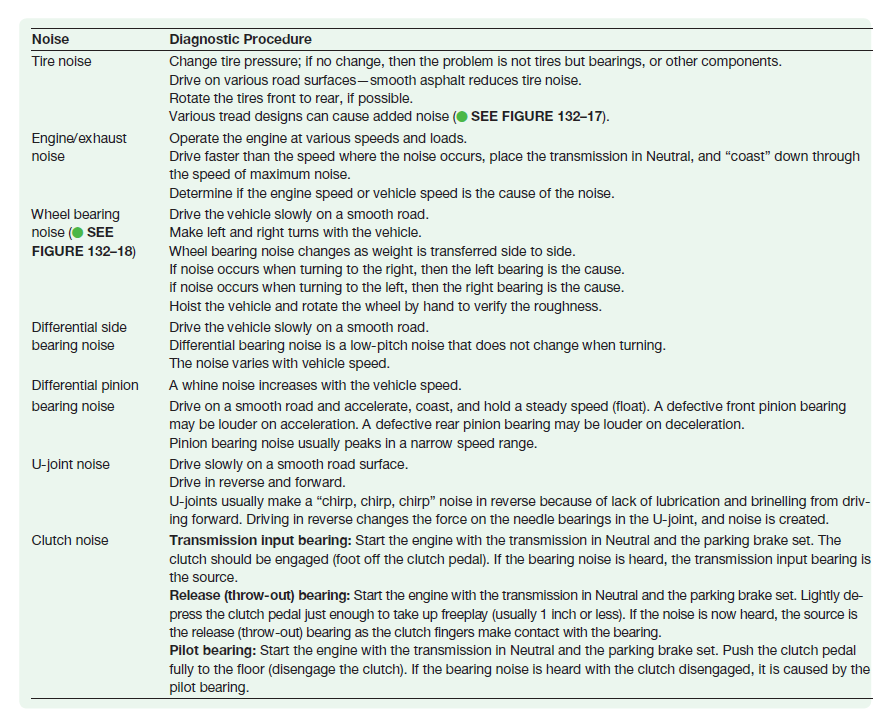 Noise Diagnostic Procedure
Tire noise Change tire pressure; if no change, then the problem is not tires but bearings, or other components.
Drive on various road surfaces—smooth asphalt reduces tire noise.
Rotate the tires front to rear, if possible.
Various tread designs can cause added noise (● SEE FIGURE 132–17).
Engine/exhaust Operate the engine at various speeds and loads.
noise Drive faster than the speed where the noise occurs, place the transmission in Neutral, and “coast” down through
the speed of maximum noise.
Determine if the engine speed or vehicle speed is the cause of the noise.
Wheel bearing Drive the vehicle slowly on a smooth road.
noise (● SEE Make left and right turns with the vehicle.
FIGURE 132–18) Wheel bearing noise changes as weight is transferred side to side.
If noise occurs when turning to the right, then the left bearing is the cause.
If noise occurs when turning to the left, then the right bearing is the cause.
Hoist the vehicle and rotate the wheel by hand to verify the roughness.
Differential side Drive the vehicle slowly on a smooth road.
bearing noise Differential bearing noise is a low-pitch noise that does not change when turning.
The noise varies with vehicle speed.
Differential pinion A whine noise increases with the vehicle speed.
bearing noise Drive on a smooth road and accelerate, coast, and hold a steady speed (float). A defective front pinion bearing
may be louder on acceleration. A defective rear pinion bearing may be louder on deceleration.
Pinion bearing noise usually peaks in a narrow speed range.
U-joint noise Drive slowly on a smooth road surface.
Drive in reverse and forward.
U-joints usually make a “chirp, chirp, chirp” noise in reverse because of lack of lubrication and brinelling from driv-
ing forward. Driving in reverse changes the force on the needle bearings in the U-joint, and noise is created.
Clutch noise Transmission input bearing: Start the engine with the transmission in Neutral and the parking brake set. The
clutch should be engaged (foot off the clutch pedal). If the bearing noise is heard, the transmission input bearing is
the source.
Release (throw-out) bearing: Start the engine with the transmission in Neutral and the parking brake set. Lightly de-
press the clutch pedal just enough to take up freeplay (usually 1 inch or less). If the noise is now heard, the source is
the release (throw-out) bearing as the clutch fingers make contact with the bearing.
Pilot bearing: Start the engine with the transmission in Neutral and the parking brake set. Push the clutch pedal
fully to the floor (disengage the clutch). If the bearing noise is heard with the clutch disengaged, it is caused by the
pilot bearing.